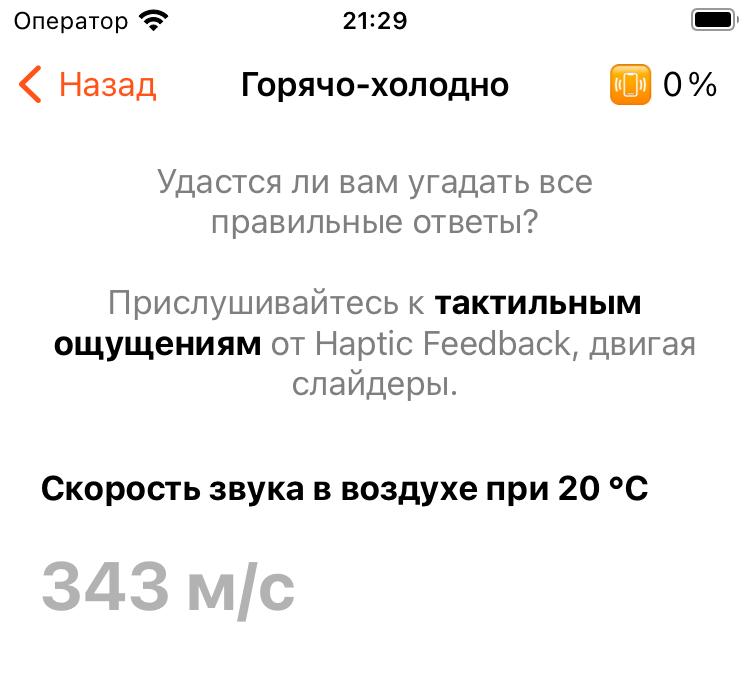 Оператор 21:29
Назад Горячо-холодно 0 %
Удастся ли вам угадать все
правильные ответы?
Прислушивайтесь к тактильным
ощущениям от Haptic Feedback, двигая
слайдеры.
Скорость звука в воздухе при 20 °C
343 м/с